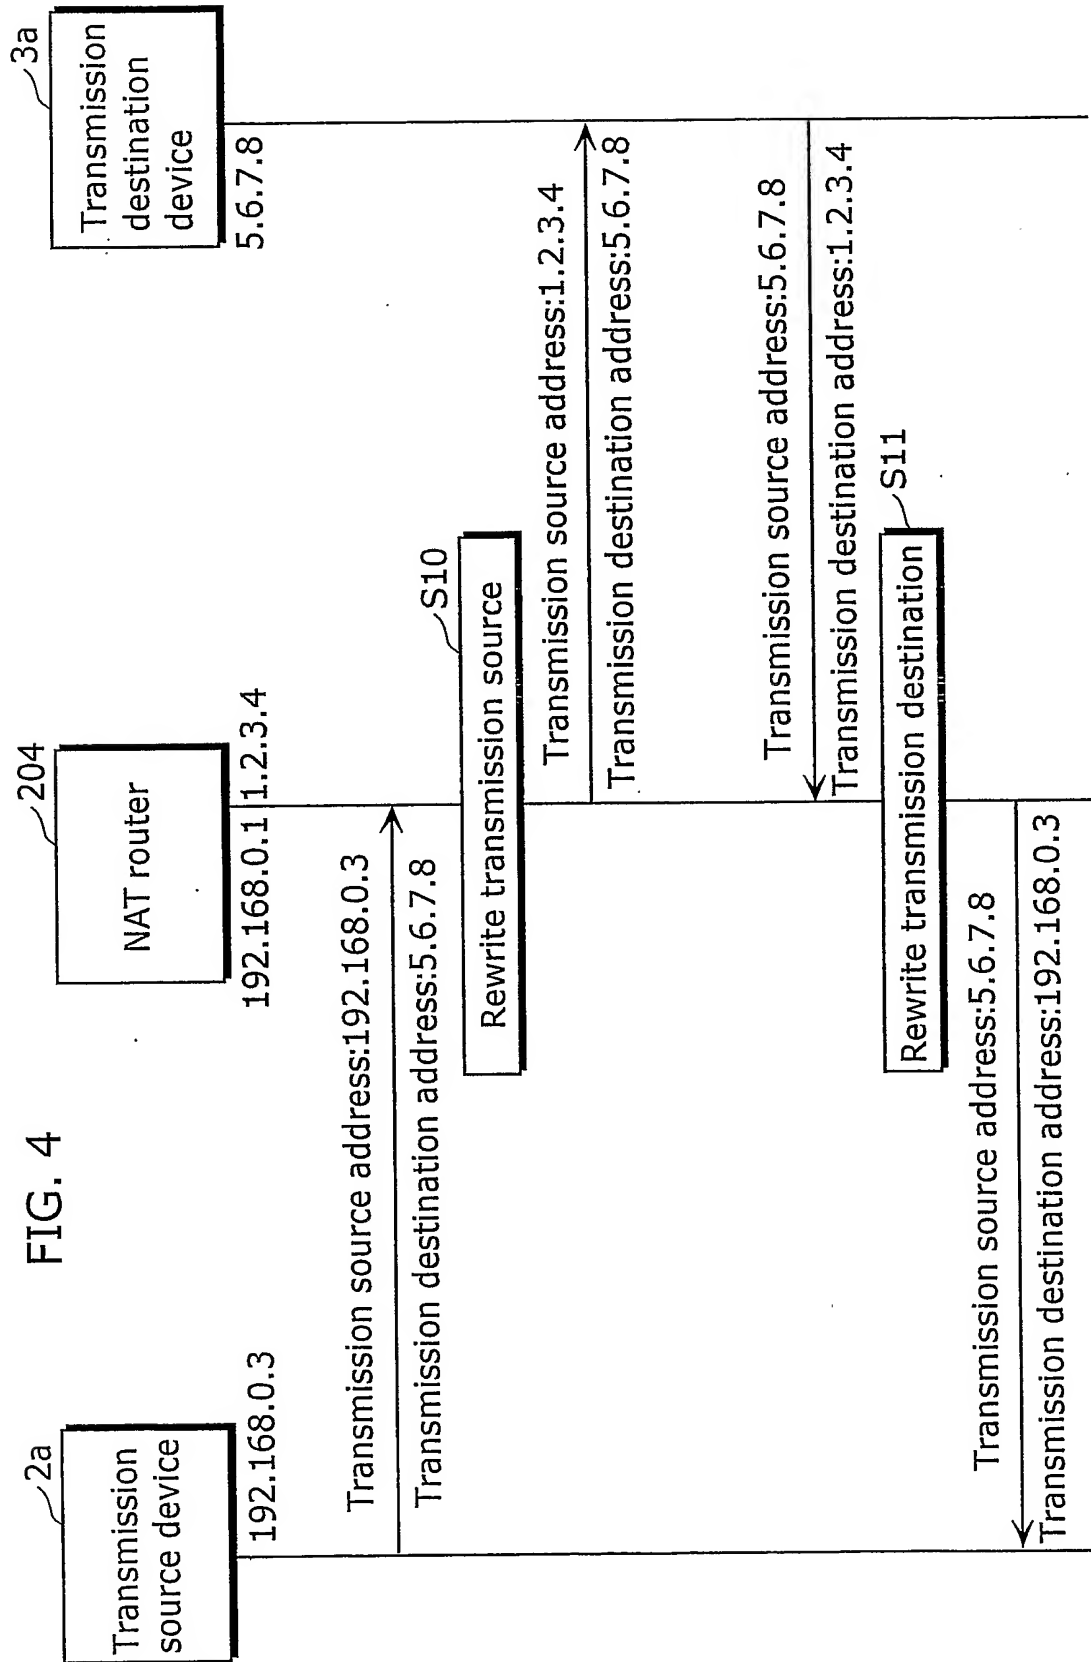 FIG. 4
2a
Transmission
source device
192.168.0.3
204
NAT router
192.168.0.1
1.2.3.4
3a
Transmission
destination
device
5.6.7.8
Transmission source address:192.168.0.3
Transmission destination address:5.6.7.8
S10
Rewrite transmission source
Transmission source address:1.2.3.4
Transmission destination address:5.6.7.8
Transmission source address:5.6.7.8
Transmission destination address:1.2.3.4
S11
Rewrite transmission destination
Transmission source address:5.6.7.8
Transmission destination address:192.168.0.3